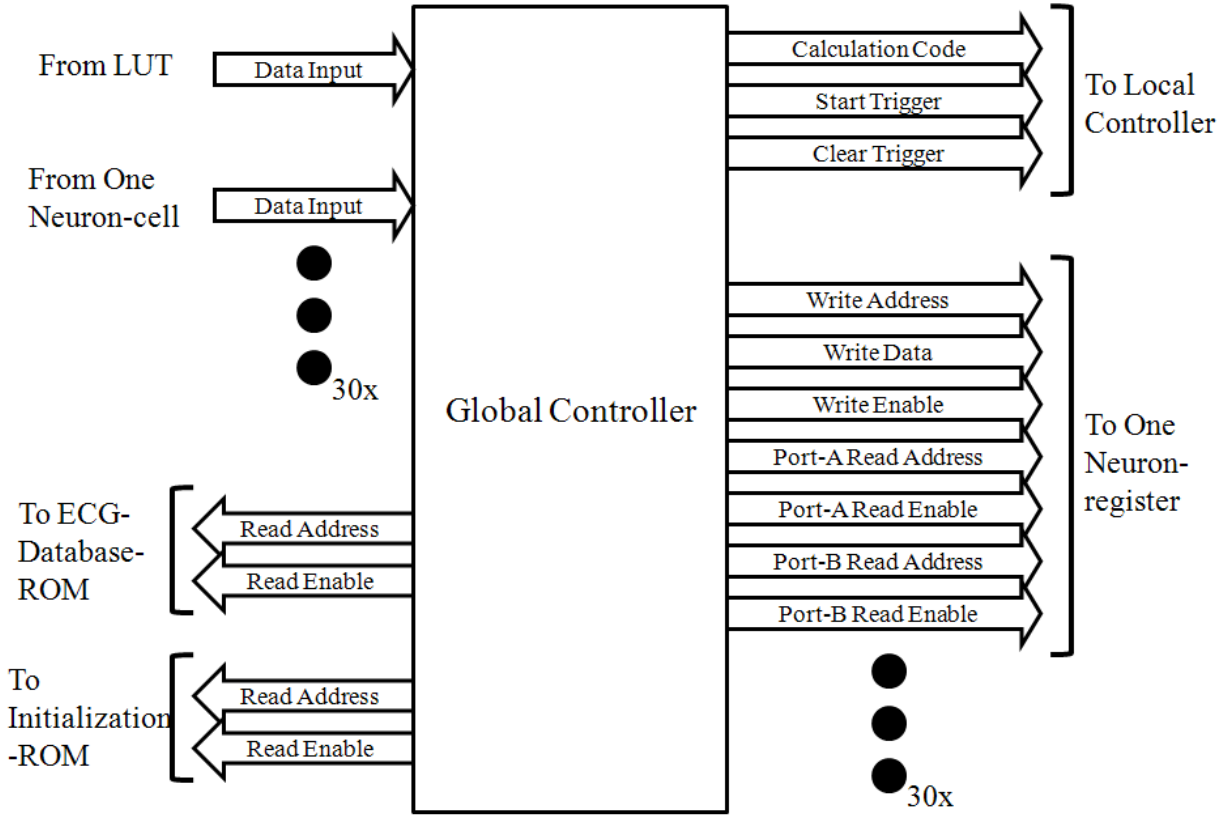 From LUT
Data Input
From One
Neuron-cell
Data Input
30x
To ECG-
Database-
ROM
Read Address
Read Enable
To
Initialization
-ROM
Read Address
Read Enable
Global Controller
Calculation Code
Start Trigger
Clear Trigger
To Local
Controller
Write Address
Write Data
Write Enable
Port-A Read Address
Port-A Read Enable
Port-B Read Address
Port-B Read Enable
To One
Neuron-
register
30x